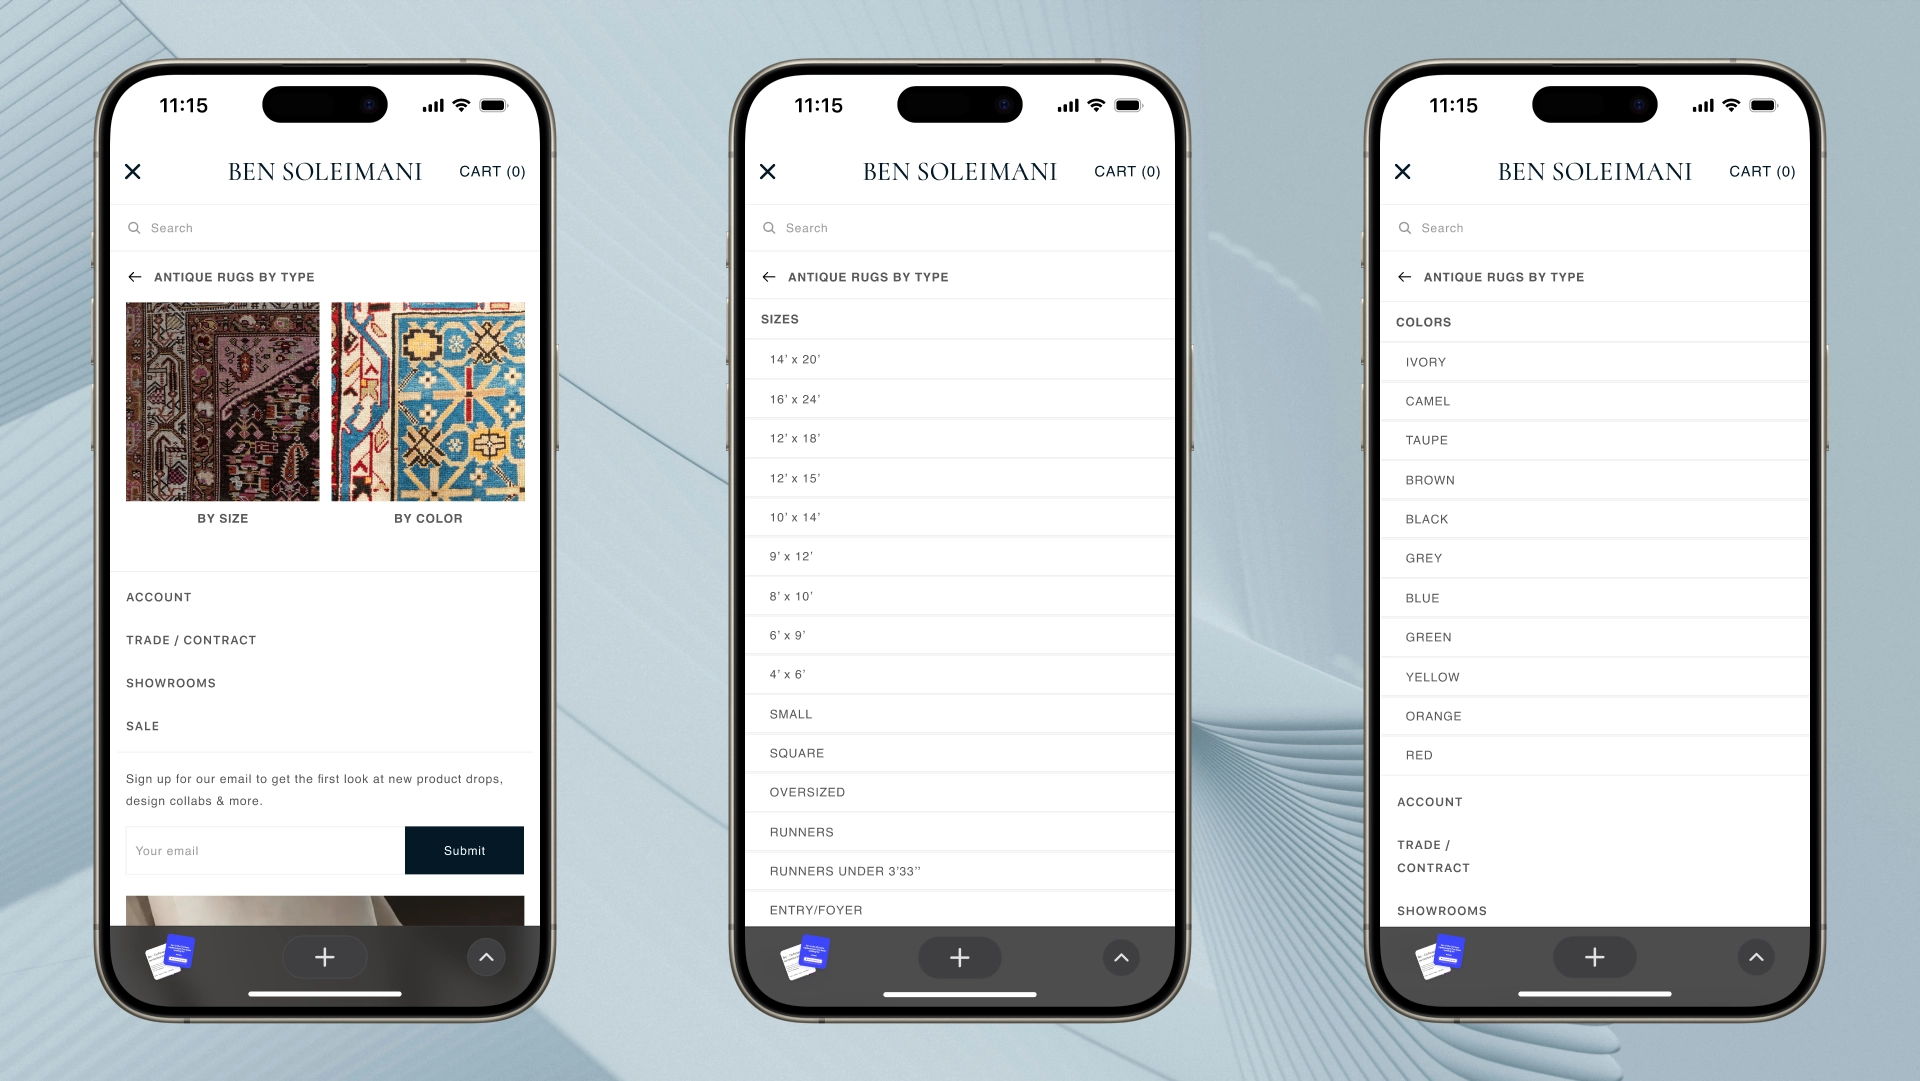 11:15
BEN SOLEIMANI
CART (0)
Search
ANTIQUE RUGS BY TYPE
BY SIZE
BY COLOR
ACCOUNT
TRADE / CONTRACT
SHOWROOMS
SALE
Sign up for our email to get the first look at new product drops,
design collabs & more.
Your email
Submit
11:15
BEN SOLEIMANI
CART (0)
Search
ANTIQUE RUGS BY TYPE
SIZES
14’ x 20’
16’ x 24’
12’ x 18’
12’ x 15’
10’ x 14’
9’ x 12’
8’ x 10’
6’ x 9’
4’ x 6’
SMALL
SQUARE
OVERSIZED
RUNNERS
RUNNERS UNDER 3’33’’
ENTRY/FOYER
11:15
BEN SOLEIMANI
CART (0)
Search
ANTIQUE RUGS BY TYPE
COLORS
IVORY
CAMEL
TAUPE
BROWN
BLACK
GREY
BLUE
GREEN
YELLOW
ORANGE
RED
ACCOUNT
TRADE /
CONTRACT
SHOWROOMS